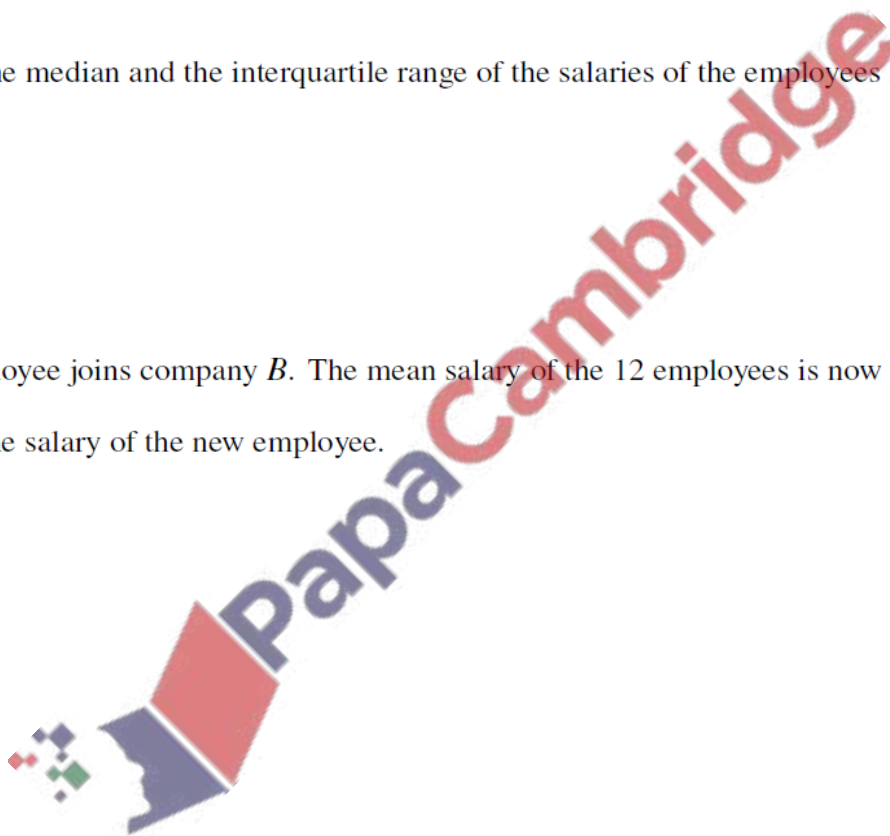 e median and the interquartile range of the salaries of the employees
oyee joins company B. The mean salary of the 12 employees is now
e salary of the new employee.
PapaCambridge